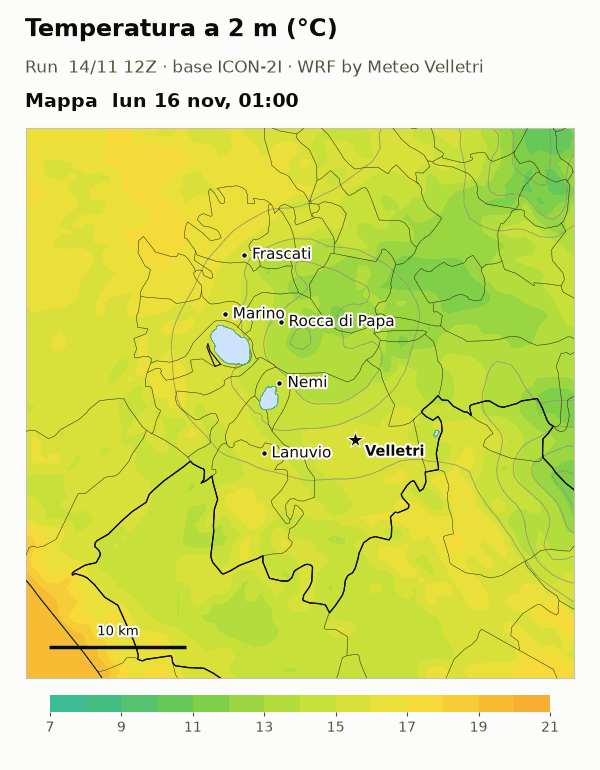 Temperatura a 2 m (°C)
Run 14/11 12Z · base ICON-2I · WRF by Meteo Velletri
Mappa lun 16 nov, 01:00
Frascati
Marino
Rocca di Papa
Nemi
Velletri
Lanuvio
10 km
7 9 11 13 15 17 19 21